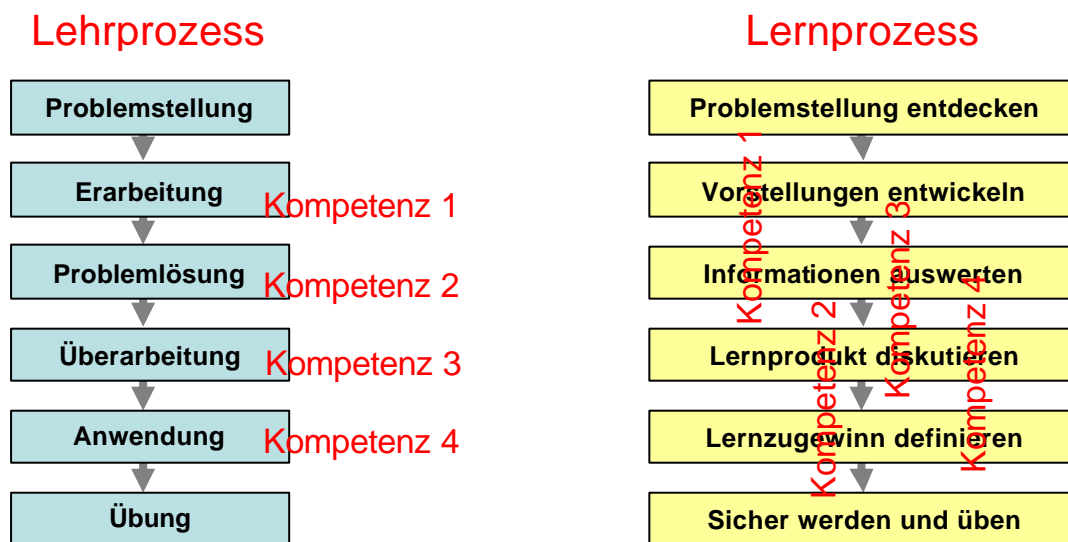 Lehrprozess
Problemstellung
Erarbeitung
Kompetenz 1
Problemlösung
Kompetenz 2
Überarbeitung
Kompetenz 3
Anwendung
Kompetenz 4
Übung
Lernprozess
Problemstellung entdecken
Vorstellungen entwickeln
Informationen auswerten
Lernprodukt diskutieren
Lernzugewinn definieren
Sicher werden und üben
Kompetenz 1
Kompetenz 2
Kompetenz 3
Kompetenz 4